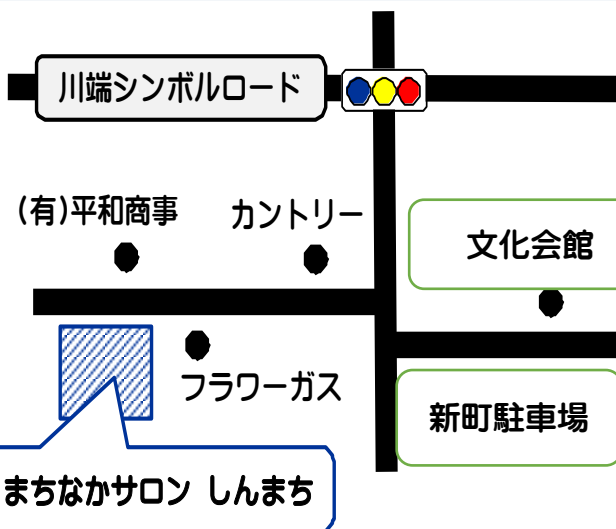 川端シンボルロード
(有)平和商事
カントリー
文化会館
フラワーガス
新町駐車場
まちなかサロン しんまち